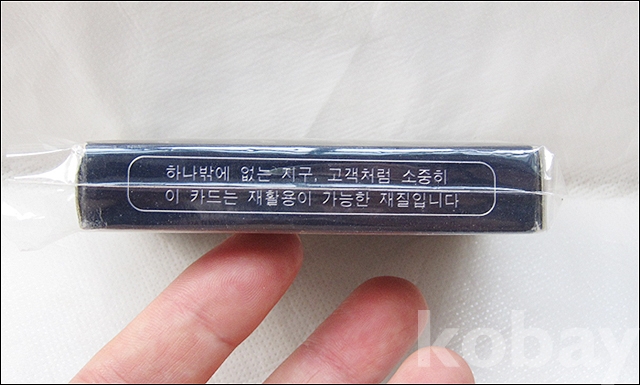 하나밖에 없는 지구, 고객처럼 소중히
이 카드는 재활용이 가능한 재질입니다
kobay